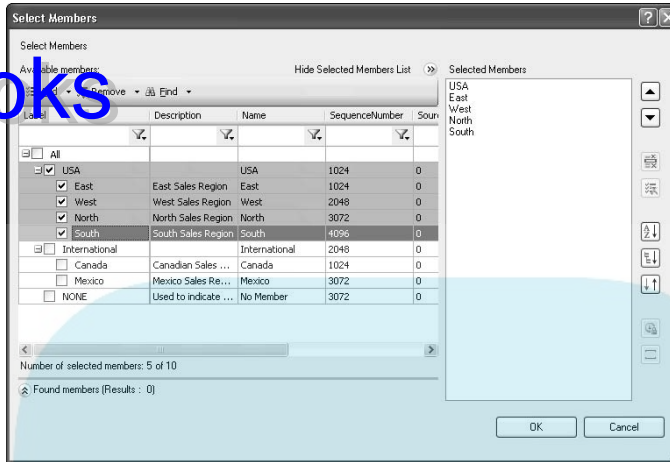 Select Members
Select Members
Available members:
Hide Selected Members List
Selected Members
oks
Remove
Find
Label Description Name SequenceNumber Sour
All
USA USA 1024 0
East East Sales Region East 1024 0
West West Sales Region West 2048 0
North North Sales Region North 3072 0
South South Sales Region South 4096 0
International International 2048 0
Canada Canadian Sales ... Canada 1024 0
Mexico Mexico Sales Re... Mexico 3072 0
NONE Used to indicate ... No Member 3072 0
Number of selected members: 5 of 10
Found members (Results : 0)
USA
East
West
North
South
OK Cancel